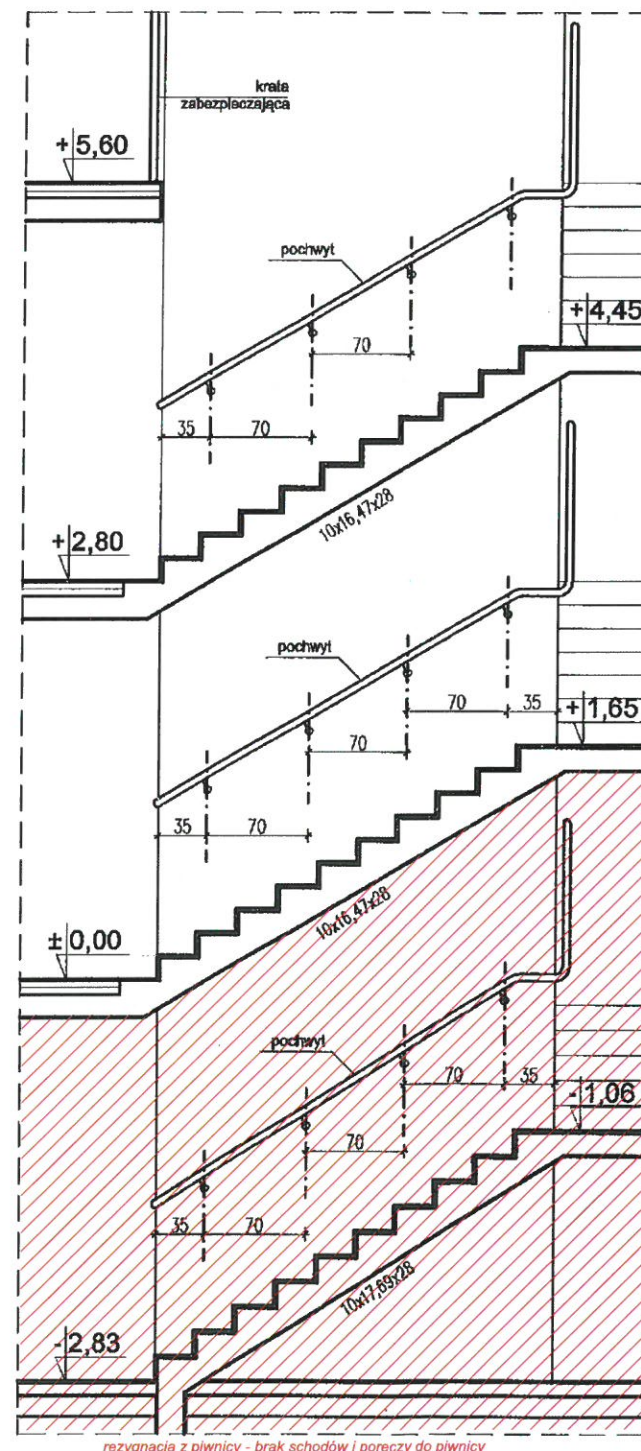 krata
zabezpieczająca
+5,60
pochwyt
+4,45
70
35 70
10x16,47x28
+2,80
pochwyt
70 35
+1,65
70
35 70
10x16,47x28
±0,00
pochwyt
70 35
-1,06
70
35 70
10x17,69x28
-2,83
rezygnacja z piwnicy - brak schodów i poręczy do piwnicy